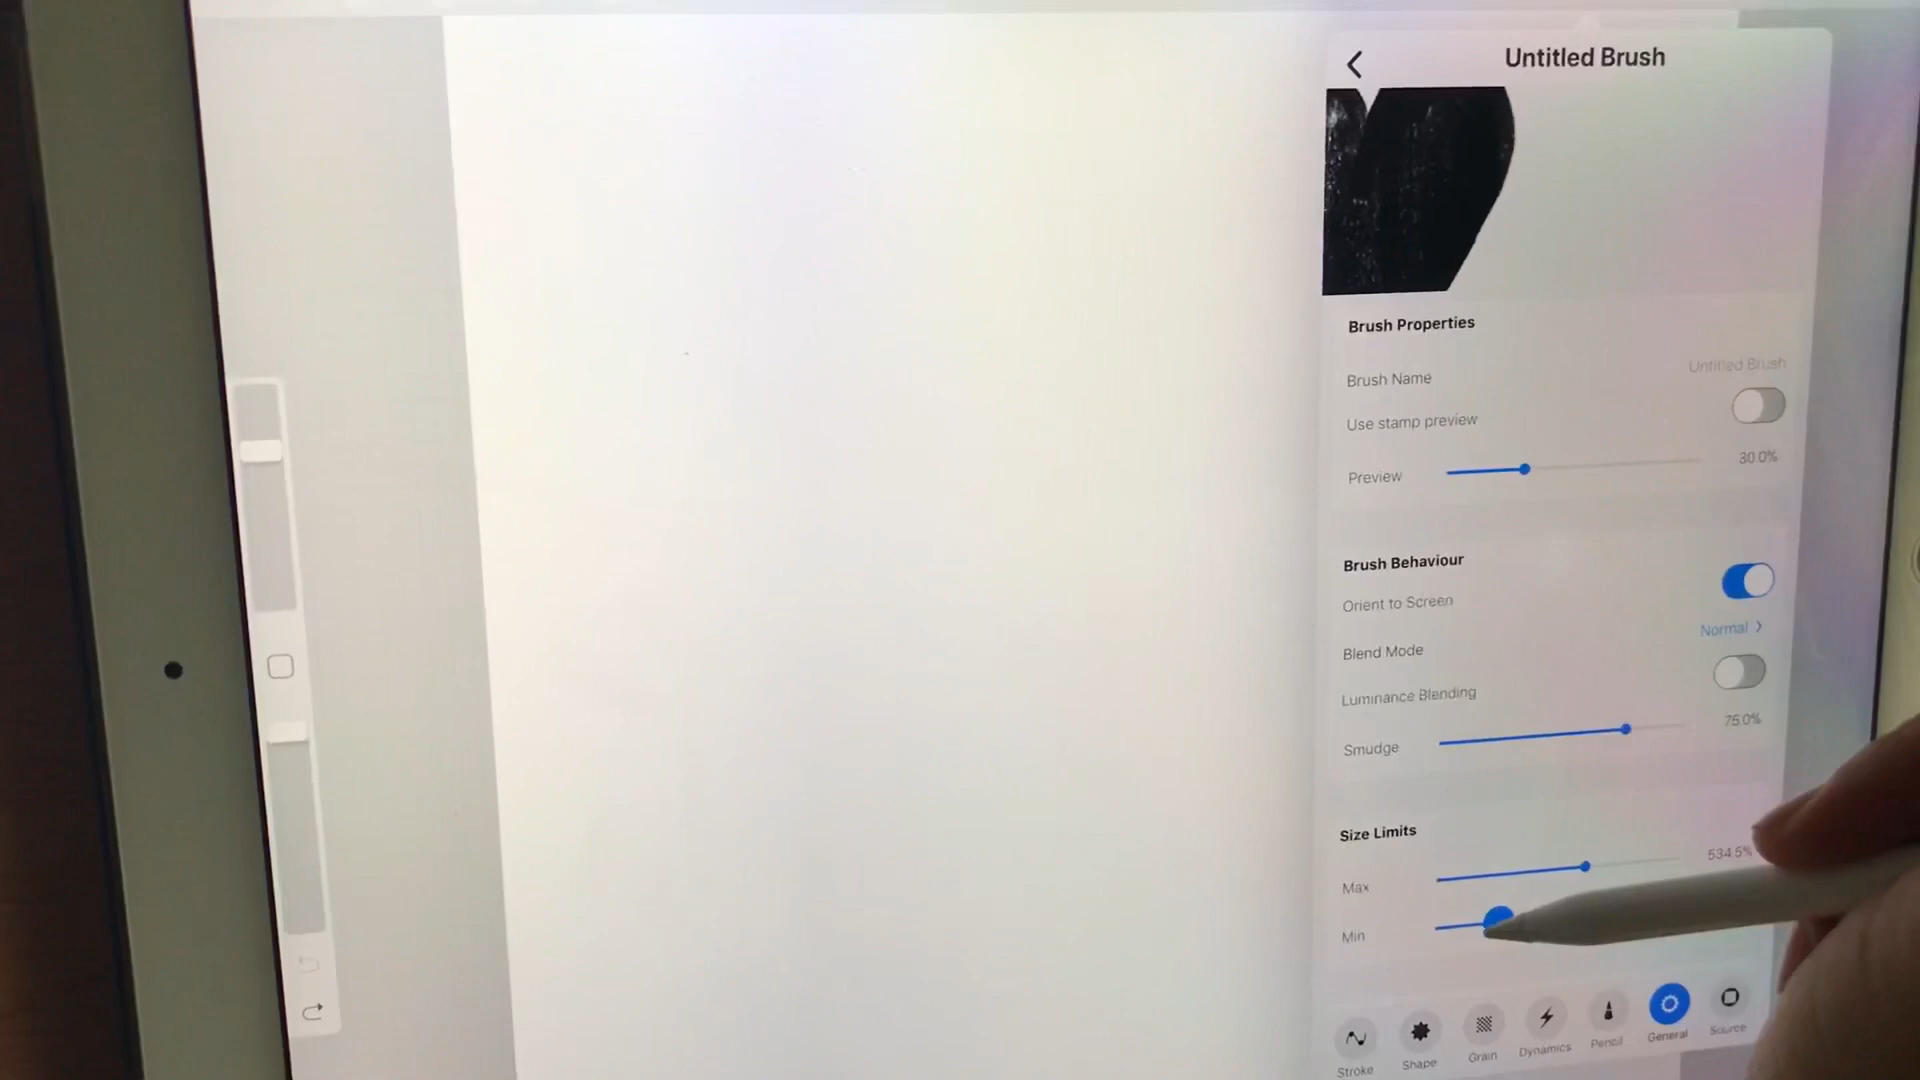 Untitled Brush
Brush Properties
Brush Name Untitled Brush
Use stamp preview
Preview 30.0%
Brush Behaviour
Orient to Screen
Blend Mode Normal >
Luminance Blending
Smudge 75.0%
Size Limits
Max 534.5%
Min
Stroke Shape Grain Dynamics Pencil General Source